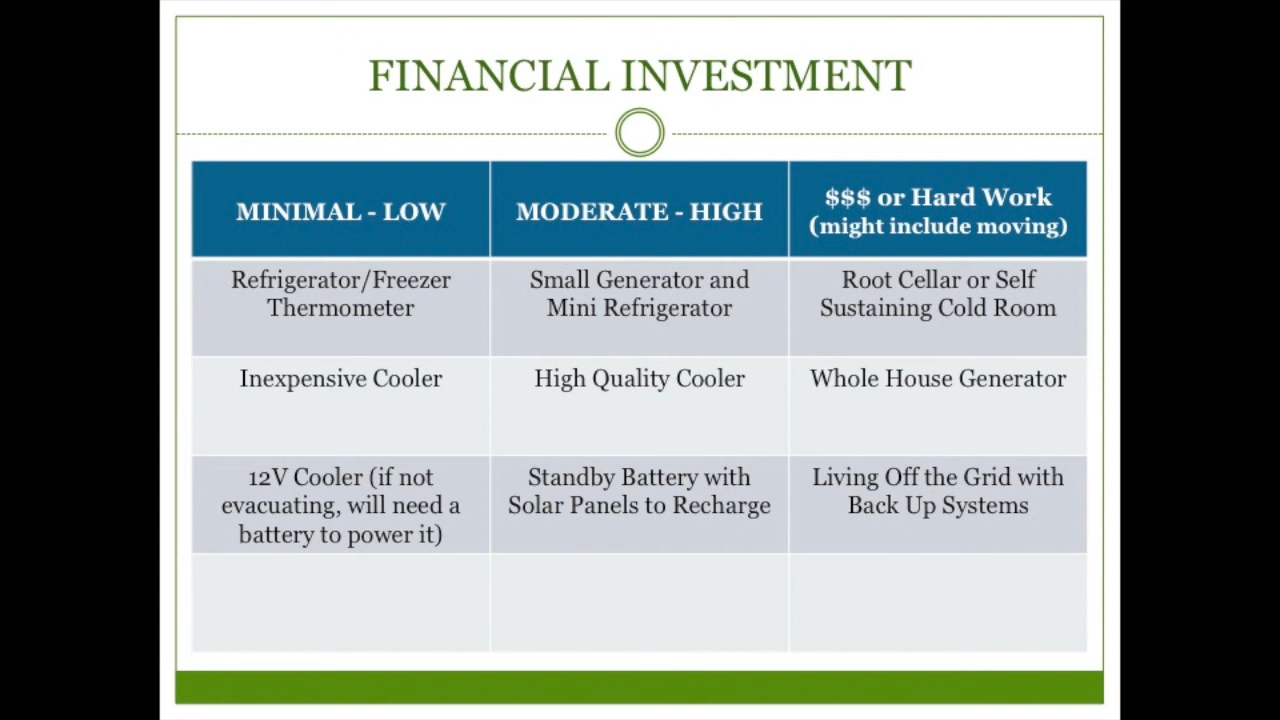 FINANCIAL INVESTMENT
MINIMAL - LOW
MODERATE - HIGH
$$$ or Hard Work
(might include moving)
Refrigerator/Freezer
Thermometer
Small Generator and
Mini Refrigerator
Root Cellar or Self
Sustaining Cold Room
Inexpensive Cooler
High Quality Cooler
Whole House Generator
12V Cooler (if not
evacuating, will need a
battery to power it)
Standby Battery with
Solar Panels to Recharge
Living Off the Grid with
Back Up Systems